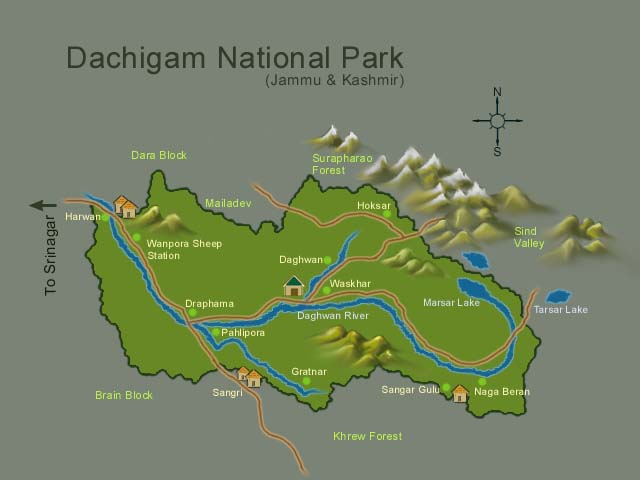 Dachigam National Park
(Jammu & Kashmir)
N
S
Dara Block
Surapharao
Forest
Mailadev
Hoksar
Harwan
To Srinagar
Wanpora Sheep
Station
Sind
Valley
Daghwan
Waskhar
Marsar Lake
Tarsar Lake
Draphama
Daghwan River
Pahlipora
Gratnar
Sangri
Sangar Gulu
Naga Beran
Brain Block
Khrew Forest